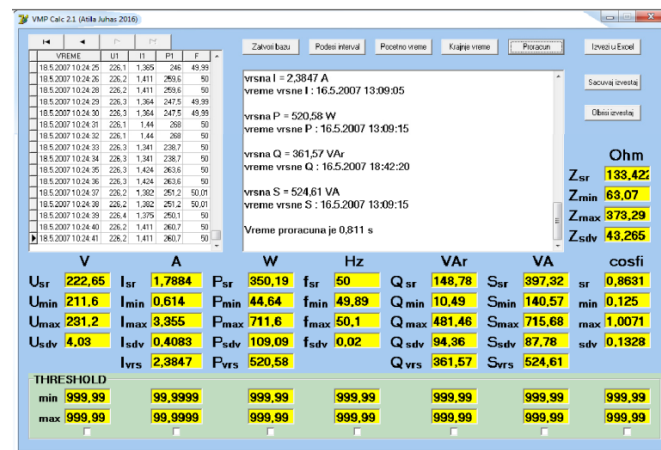 VMP Calc 2.1 (Atila Juhas 2016)
Zatvori bazu Podesi interval Pocetno vreme Krajnje vreme Proracun Izvezi u Excel
Sacuvaj izvestaj
Obrisi izvestaj
VREME U1 I1 P1 F
18.5.2007 10:24:25 226,1 1,365 246 49,99
18.5.2007 10:24:26 226,2 1,411 259,6 50
18.5.2007 10:24:28 226,2 1,411 259,6 50
18.5.2007 10:24:29 226,3 1,364 247,5 49,99
18.5.2007 10:24:30 226,3 1,364 247,5 49,99
18.5.2007 10:24:31 226,1 1,44 268 50
18.5.2007 10:24:32 226,1 1,44 268 50
18.5.2007 10:24:33 226,3 1,341 238,7 50
18.5.2007 10:24:34 226,3 1,341 238,7 50
18.5.2007 10:24:35 226,3 1,424 263,6 50
18.5.2007 10:24:36 226,3 1,424 263,6 50
18.5.2007 10:24:37 226,2 1,382 251,2 50,01
18.5.2007 10:24:38 226,2 1,382 251,2 50,01
18.5.2007 10:24:39 226,4 1,375 250,1 50
18.5.2007 10:24:40 226,2 1,411 260,7 50
18.5.2007 10:24:41 226,2 1,411 260,7 50
vrsna I = 2,3847 A
vreme vrsne I : 16.5.2007 13:09:05
vrsna P = 520,58 W
vreme vrsne P : 16.5.2007 13:09:15
vrsna Q = 361,57 VAr
vreme vrsne Q : 16.5.2007 18:42:20
vrsna S = 524,61 VA
vreme vrsne S : 16.5.2007 13:09:15
Vreme proracuna je 0,811 s
Ohm
Zsr 133,422
Zmin 63,07
Zmax 373,29
Zsdv 43,265
V A W Hz VAr VA cosfi
Usr 222,65 Isr 1,7884 Psr 350,19 fsr 50 Qsr 148,78 Ssr 397,32 sr 0,8631
Umin 211,6 Imin 0,614 Pmin 44,64 fmin 49,89 Qmin 10,49 Smin 140,57 min 0,125
Umax 231,2 Imax 3,355 Pmax 711,6 fmax 50,1 Qmax 481,46 Smax 715,68 max 1,0071
Usdv 4,03 Isdv 0,4083 Psdv 109,09 fsdv 0,02 Qsdv 94,36 Ssdv 87,78 sdv 0,1328
Ivrs 2,3847 Pvrs 520,58 Qvrs 361,57 Svrs 524,61
THRESHOLD
min 999,99 99,9999 999,99 999,99 999,99 999,99 999,99
max 999,99 99,9999 999,99 999,99 999,99 999,99 999,99